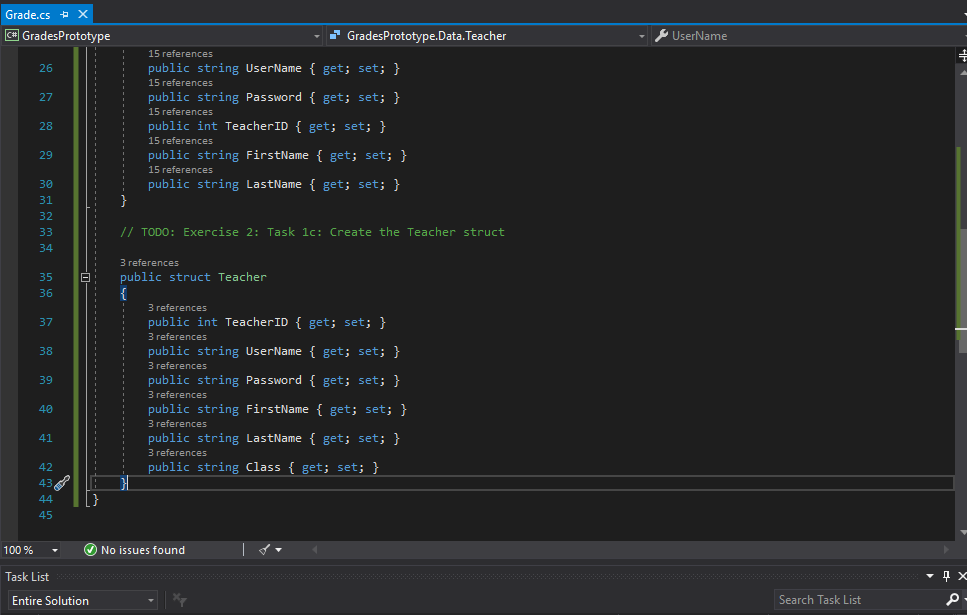 Grade.cs
C# GradesPrototype GradesPrototype.Data.Teacher UserName
15 references
26 public string UserName { get; set; }
15 references
27 public string Password { get; set; }
15 references
28 public int TeacherID { get; set; }
15 references
29 public string FirstName { get; set; }
15 references
30 public string LastName { get; set; }
31 }
32
33 // TODO: Exercise 2: Task 1c: Create the Teacher struct
34
3 references
35 public struct Teacher
36 {
3 references
37 public int TeacherID { get; set; }
3 references
38 public string UserName { get; set; }
3 references
39 public string Password { get; set; }
3 references
40 public string FirstName { get; set; }
3 references
41 public string LastName { get; set; }
3 references
42 public string Class { get; set; }
43 }
44 }
45
100 % No issues found
Task List
Entire Solution Search Task List